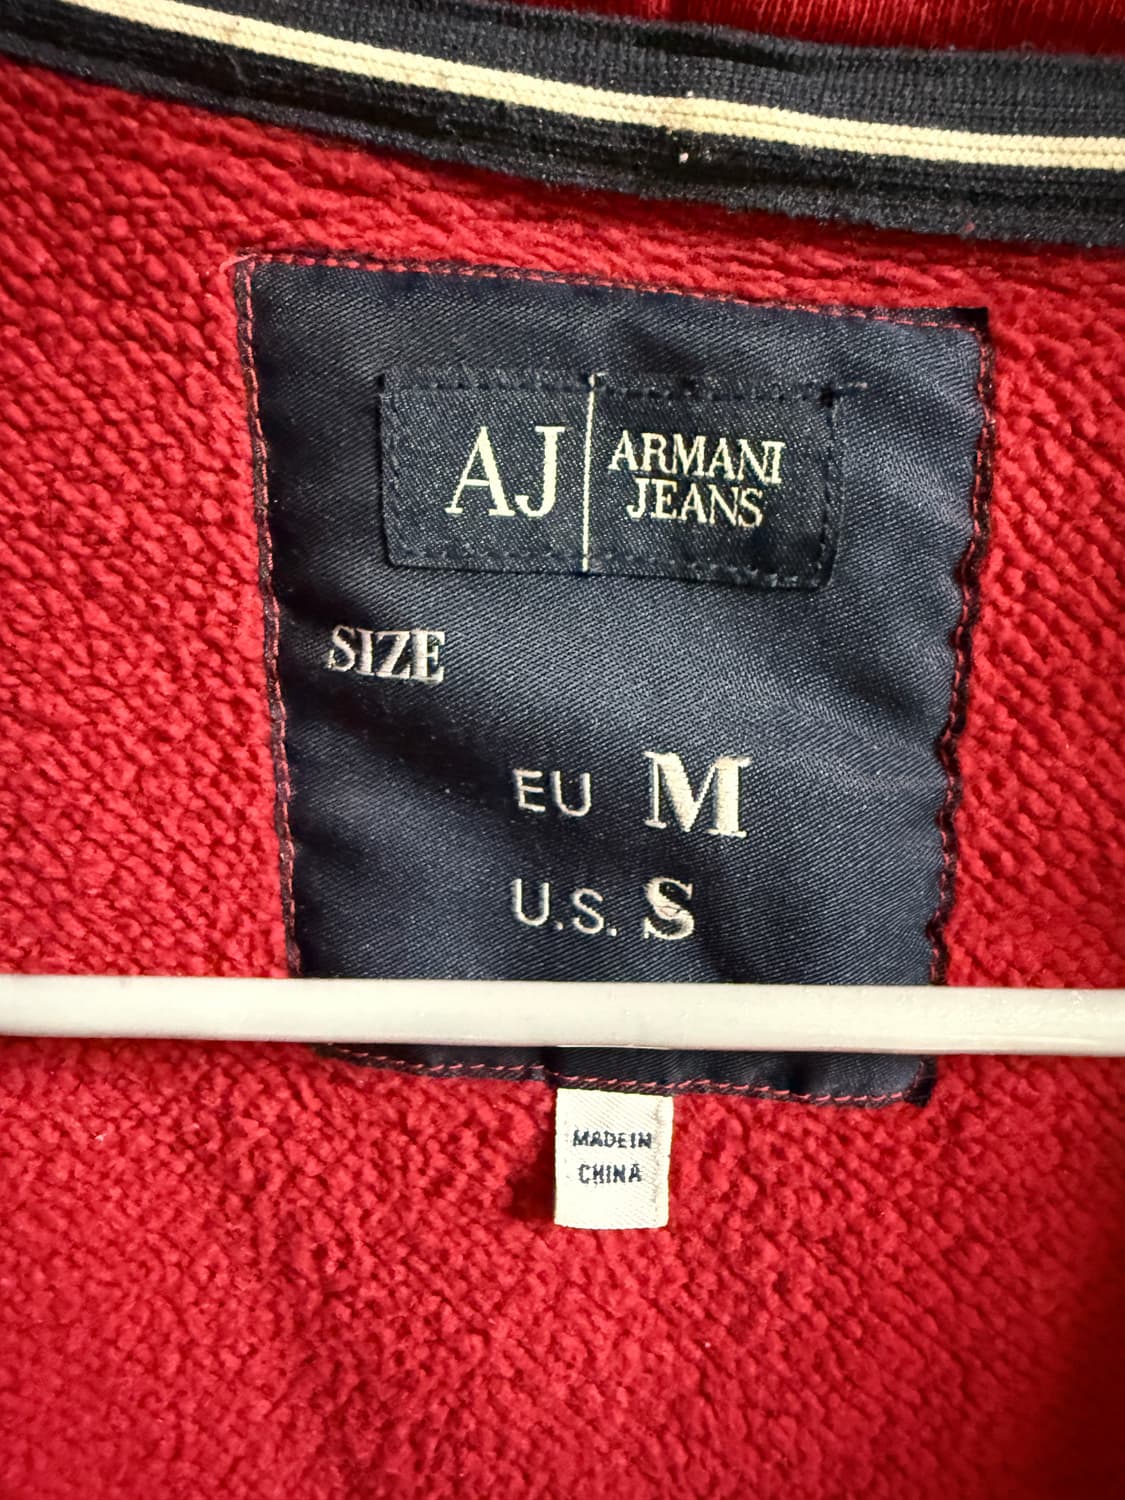 AJ ARMANI
JEANS
SIZE
EU M
U.S. S
MADE IN
CHINA